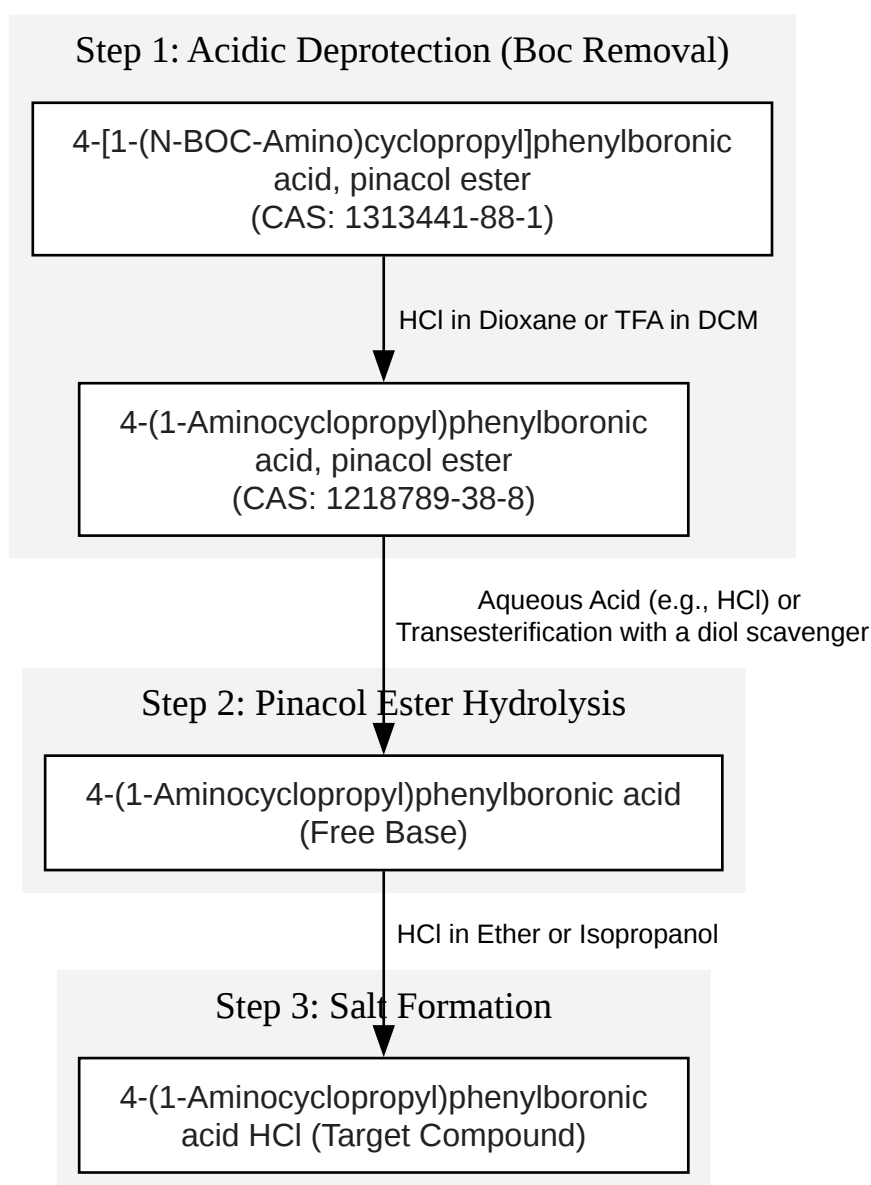 Step 1: Acidic Deprotection (Boc Removal)
4-[1-(N-BOC-Amino)cyclopropyl]phenylboronic
acid, pinacol ester
(CAS: 1313441-88-1)
HCl in Dioxane or TFA in DCM
4-(1-Aminocyclopropyl)phenylboronic
acid, pinacol ester
(CAS: 1218789-38-8)
Aqueous Acid (e.g., HCl) or
Transesterification with a diol scavenger
Step 2: Pinacol Ester Hydrolysis
4-(1-Aminocyclopropyl)phenylboronic acid
(Free Base)
HCl in Ether or Isopropanol
Step 3: Salt Formation
4-(1-Aminocyclopropyl)phenylboronic
acid HCl (Target Compound)